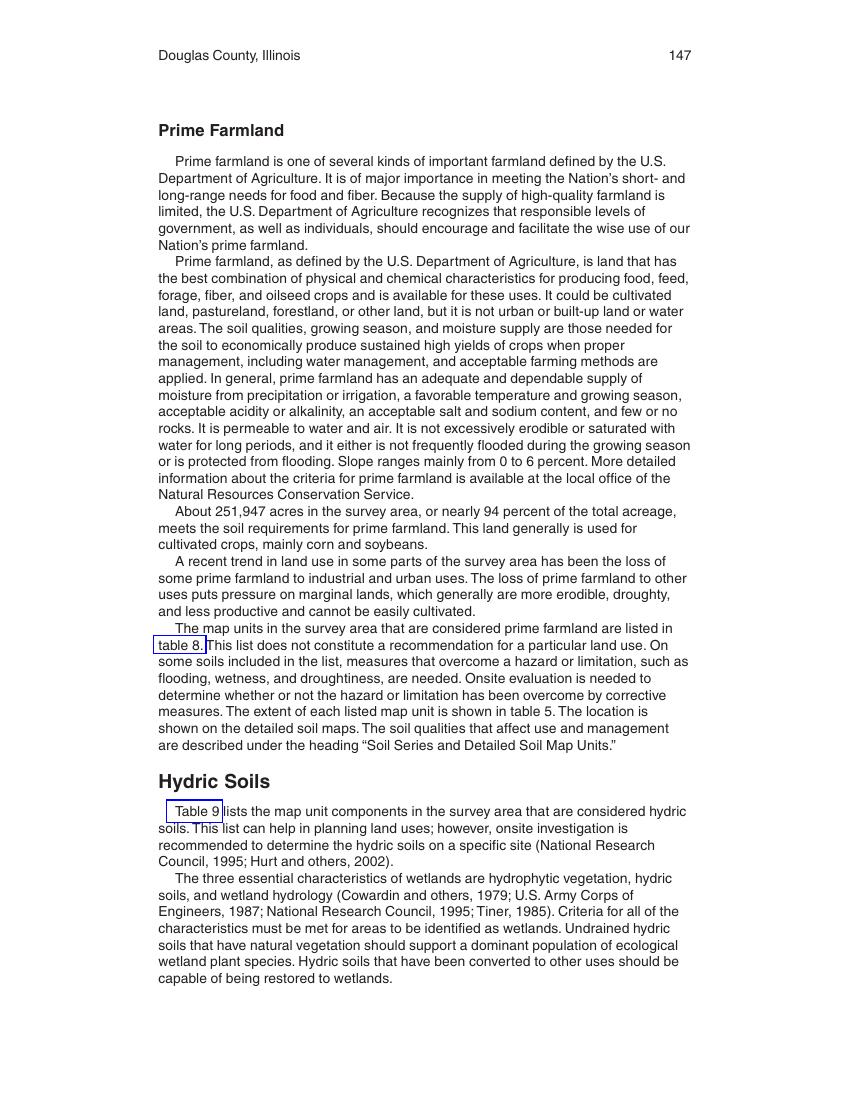 Douglas County, Illinois 147
Prime Farmland
Prime farmland is one of several kinds of important farmland defined by the U.S.
Department of Agriculture. It is of major importance in meeting the Nation’s short- and
long-range needs for food and fiber. Because the supply of high-quality farmland is
limited, the U.S. Department of Agriculture recognizes that responsible levels of
government, as well as individuals, should encourage and facilitate the wise use of our
Nation’s prime farmland.
Prime farmland, as defined by the U.S. Department of Agriculture, is land that has
the best combination of physical and chemical characteristics for producing food, feed,
forage, fiber, and oilseed crops and is available for these uses. It could be cultivated
land, pastureland, forestland, or other land, but it is not urban or built-up land or water
areas. The soil qualities, growing season, and moisture supply are those needed for
the soil to economically produce sustained high yields of crops when proper
management, including water management, and acceptable farming methods are
applied. In general, prime farmland has an adequate and dependable supply of
moisture from precipitation or irrigation, a favorable temperature and growing season,
acceptable acidity or alkalinity, an acceptable salt and sodium content, and few or no
rocks. It is permeable to water and air. It is not excessively erodible or saturated with
water for long periods, and it either is not frequently flooded during the growing season
or is protected from flooding. Slope ranges mainly from 0 to 6 percent. More detailed
information about the criteria for prime farmland is available at the local office of the
Natural Resources Conservation Service.
About 251,947 acres in the survey area, or nearly 94 percent of the total acreage,
meets the soil requirements for prime farmland. This land generally is used for
cultivated crops, mainly corn and soybeans.
A recent trend in land use in some parts of the survey area has been the loss of
some prime farmland to industrial and urban uses. The loss of prime farmland to other
uses puts pressure on marginal lands, which generally are more erodible, droughty,
and less productive and cannot be easily cultivated.
The map units in the survey area that are considered prime farmland are listed in
table 8. This list does not constitute a recommendation for a particular land use. On
some soils included in the list, measures that overcome a hazard or limitation, such as
flooding, wetness, and droughtiness, are needed. Onsite evaluation is needed to
determine whether or not the hazard or limitation has been overcome by corrective
measures. The extent of each listed map unit is shown in table 5. The location is
shown on the detailed soil maps. The soil qualities that affect use and management
are described under the heading “Soil Series and Detailed Soil Map Units.”
Hydric Soils
Table 9 lists the map unit components in the survey area that are considered hydric
soils. This list can help in planning land uses; however, onsite investigation is
recommended to determine the hydric soils on a specific site (National Research
Council, 1995; Hurt and others, 2002).
The three essential characteristics of wetlands are hydrophytic vegetation, hydric
soils, and wetland hydrology (Cowardin and others, 1979; U.S. Army Corps of
Engineers, 1987; National Research Council, 1995; Tiner, 1985). Criteria for all of the
characteristics must be met for areas to be identified as wetlands. Undrained hydric
soils that have natural vegetation should support a dominant population of ecological
wetland plant species. Hydric soils that have been converted to other uses should be
capable of being restored to wetlands.